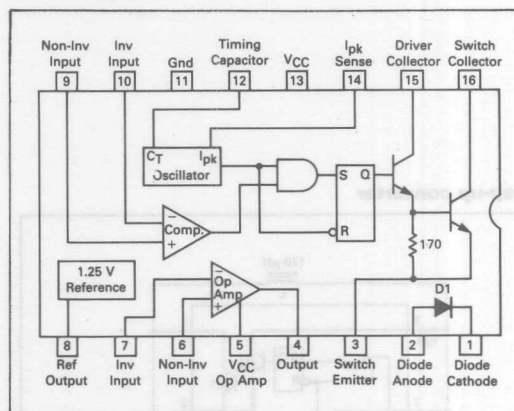 Non-Inv Input
Inv Input
Gnd
Timing Capacitor
VCC
Ipk Sense
Driver Collector
Switch Collector
9
10
11
12
13
14
15
16
CT
Ipk
Oscillator
S
Q
R
−
Comp.
+
170
1.25 V
Reference
−
Op
Amp
+
D1
8
7
6
5
4
3
2
1
Ref Output
Inv Input
Non-Inv Input
VCC Op Amp
Output
Switch Emitter
Diode Anode
Diode Cathode